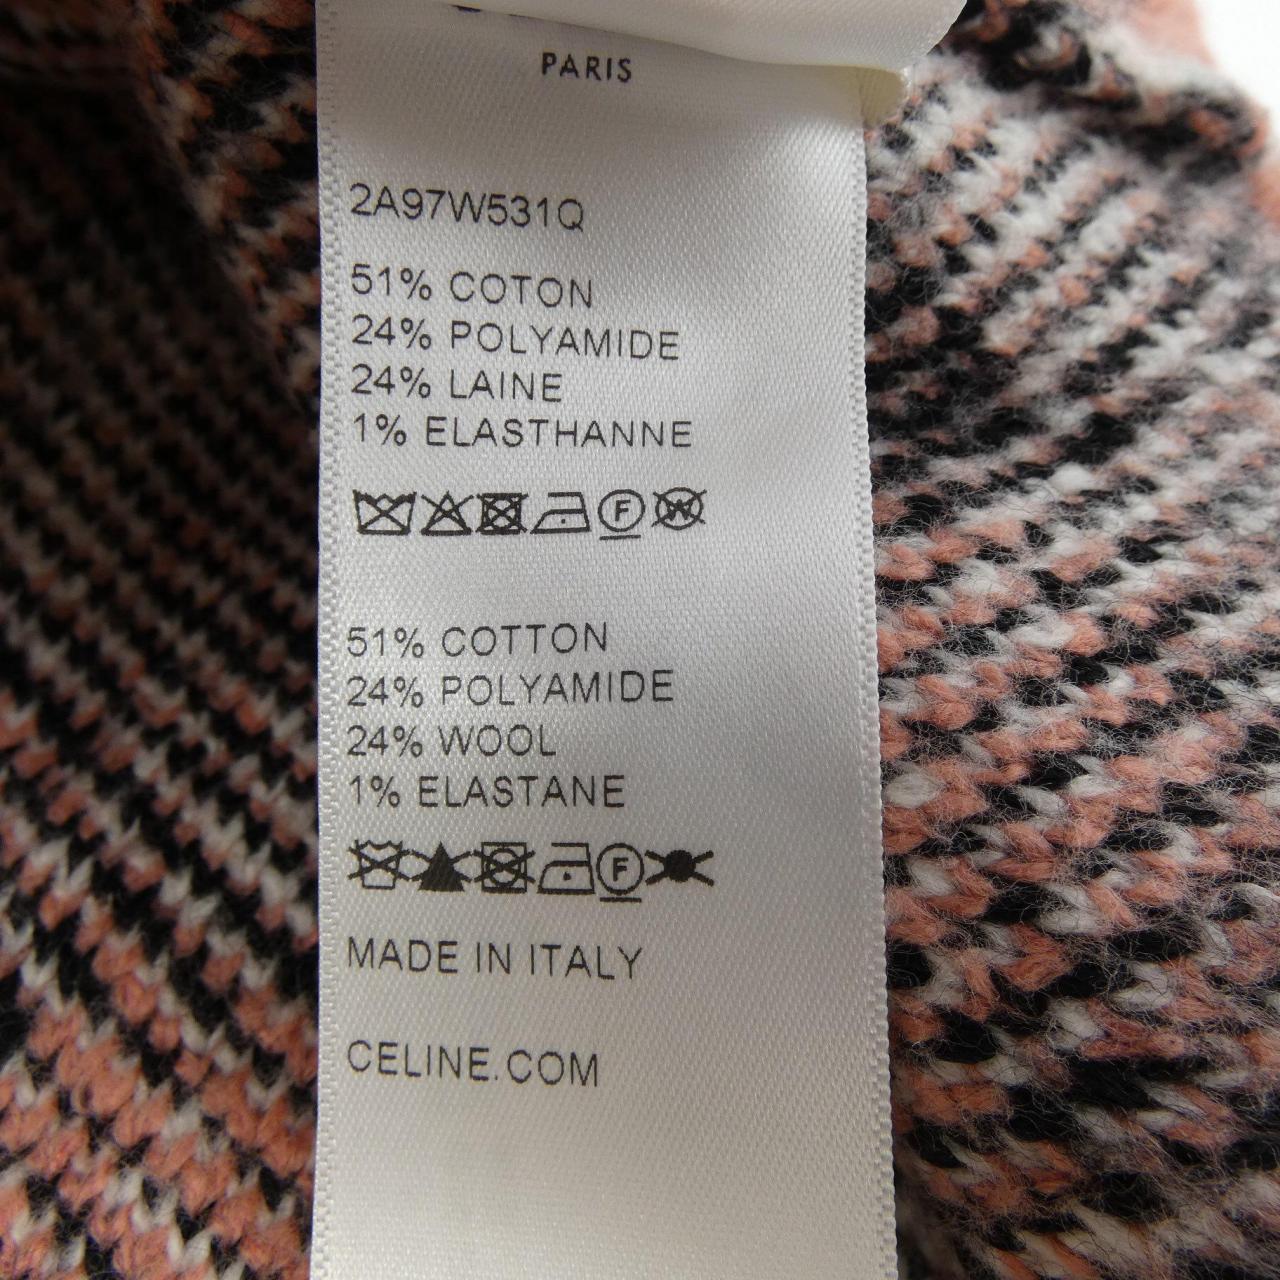 PARIS
2A97W531Q
51% COTON
24% POLYAMIDE
24% LAINE
1% ELASTHANNE
F W
51% COTTON
24% POLYAMIDE
24% WOOL
1% ELASTANE
F
MADE IN ITALY
CELINE.COM